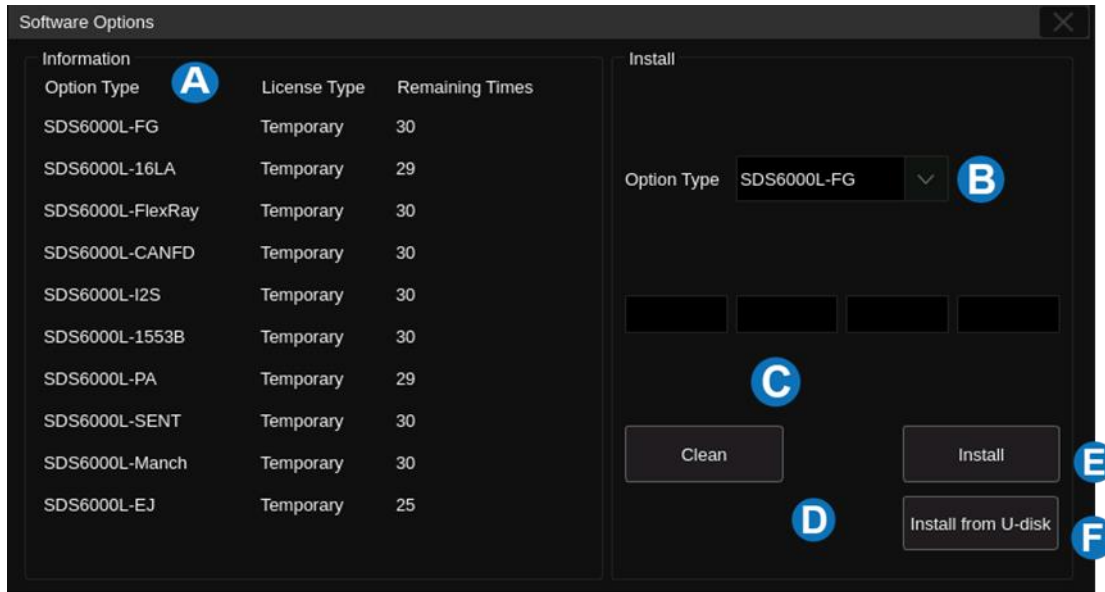 Software Options
Information
Option Type A License Type Remaining Times
SDS6000L-FG Temporary 30
SDS6000L-16LA Temporary 29
SDS6000L-FlexRay Temporary 30
SDS6000L-CANFD Temporary 30
SDS6000L-I2S Temporary 30
SDS6000L-1553B Temporary 30
SDS6000L-PA Temporary 29
SDS6000L-SENT Temporary 30
SDS6000L-Manch Temporary 30
SDS6000L-EJ Temporary 25
Install
Option Type SDS6000L-FG B
C
Clean Install E
D
Install from U-disk F